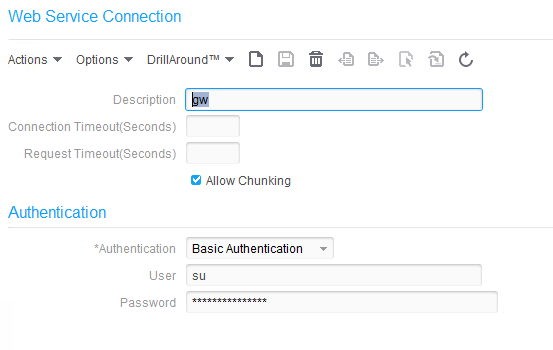 Web Service Connection
Actions Options DrillAround™
Description gw
Connection Timeout(Seconds)
Request Timeout(Seconds)
Allow Chunking
Authentication
*Authentication Basic Authentication
User su
Password ***************